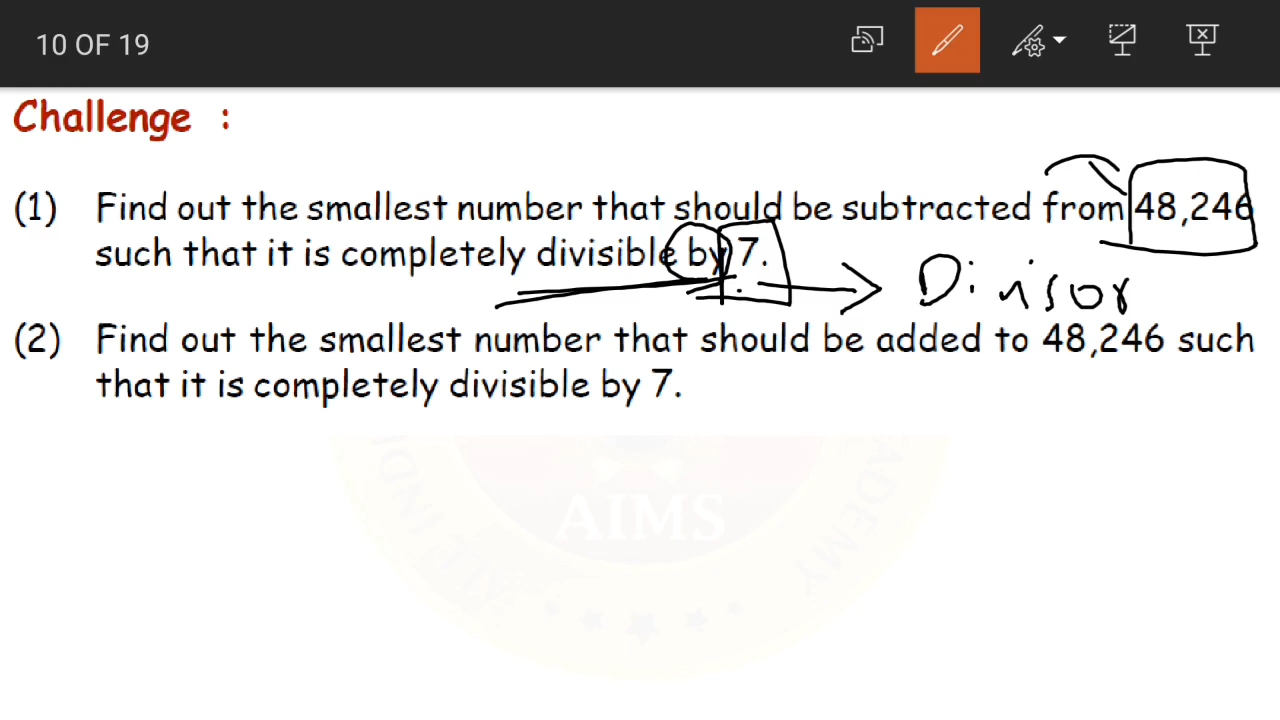 10 OF 19
Challenge :
(1) Find out the smallest number that should be subtracted from 48,246
such that it is completely divisible by 7.
Divisor
(2) Find out the smallest number that should be added to 48,246 such
that it is completely divisible by 7.
AIMS